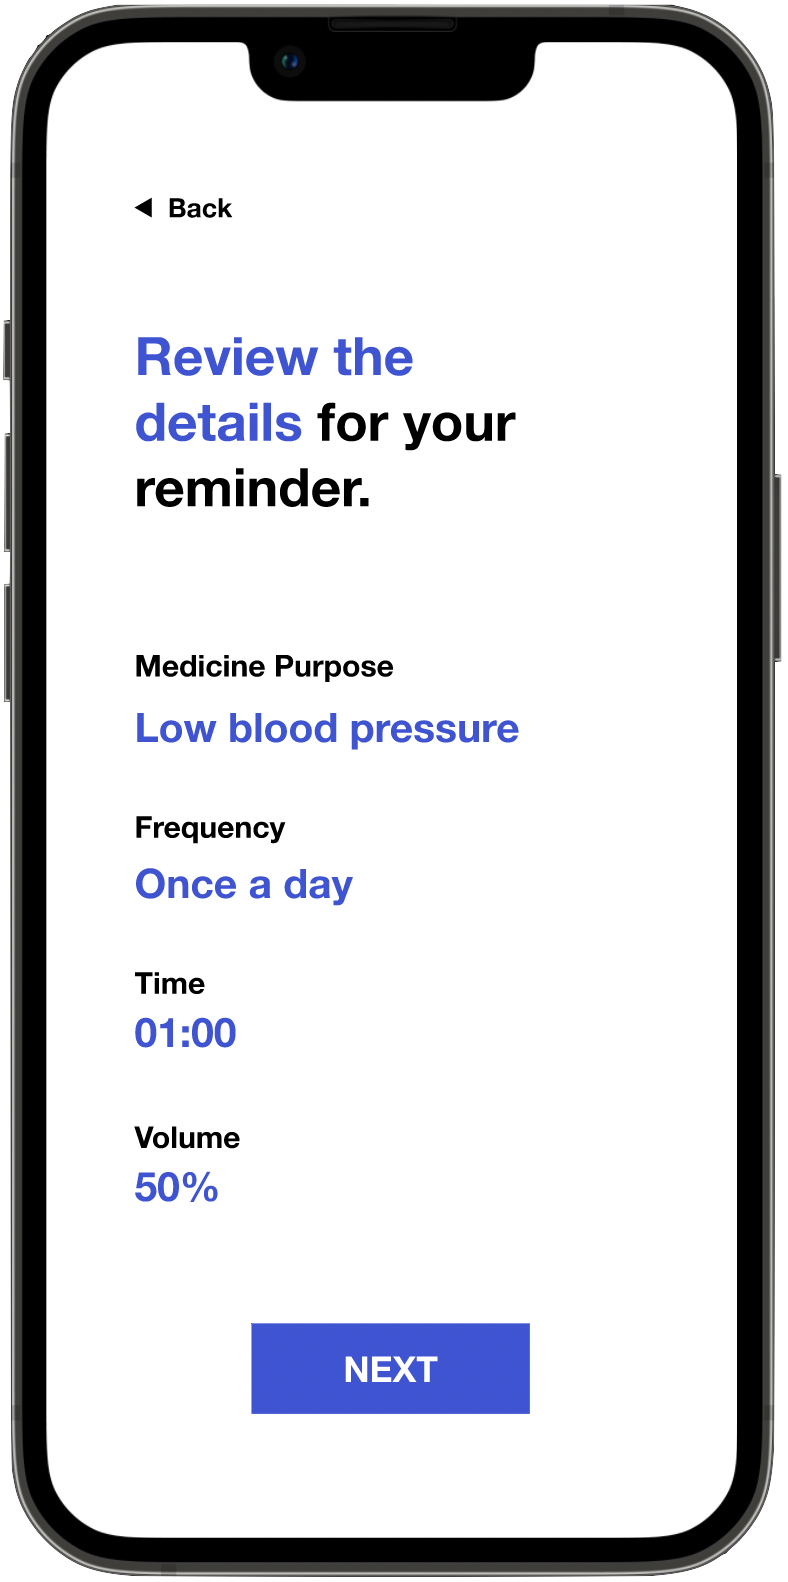 Back
Review the
details for your
reminder.
Medicine Purpose
Low blood pressure
Frequency
Once a day
Time
01:00
Volume
50%
NEXT